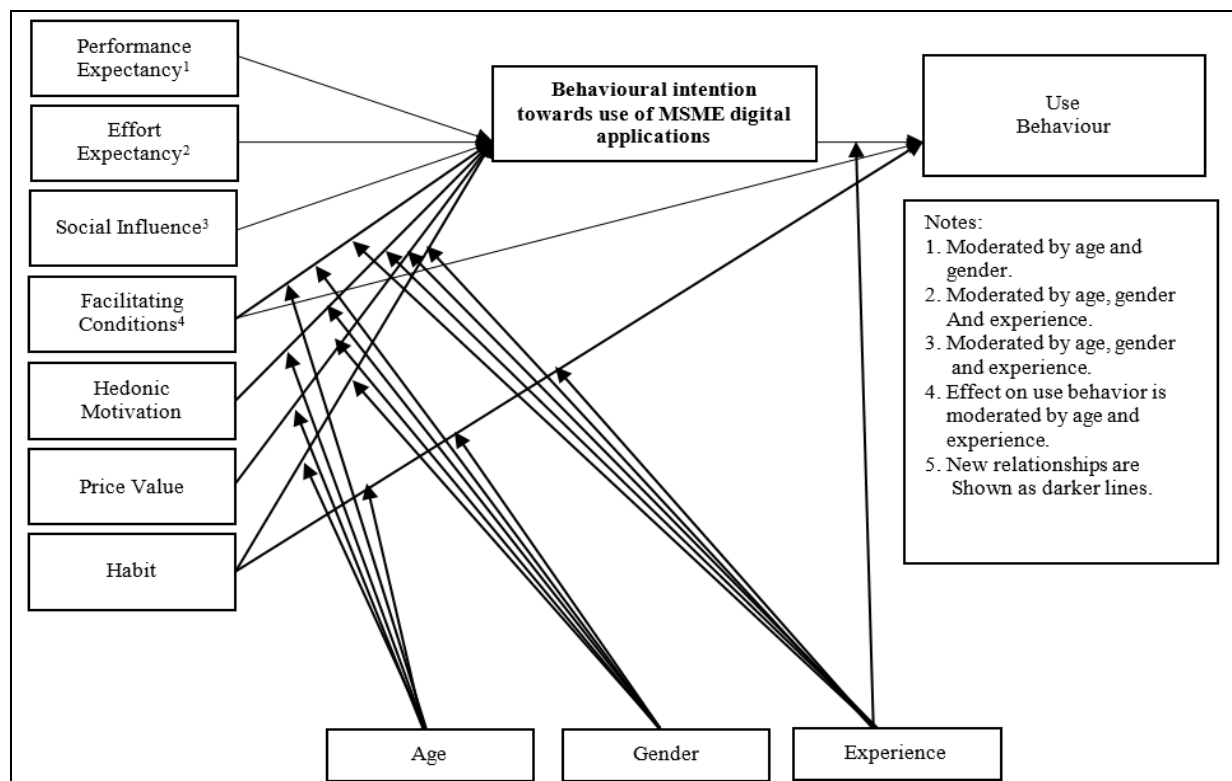 Performance
Expectancy¹
Effort
Expectancy²
Social Influence³
Facilitating
Conditions⁴
Hedonic
Motivation
Price Value
Habit
Behavioural intention
towards use of MSME digital
applications
Use
Behaviour
Notes:
1. Moderated by age and
gender.
2. Moderated by age, gender
And experience.
3. Moderated by age, gender
and experience.
4. Effect on use behavior is
moderated by age and
experience.
5. New relationships are
Shown as darker lines.
Age
Gender
Experience